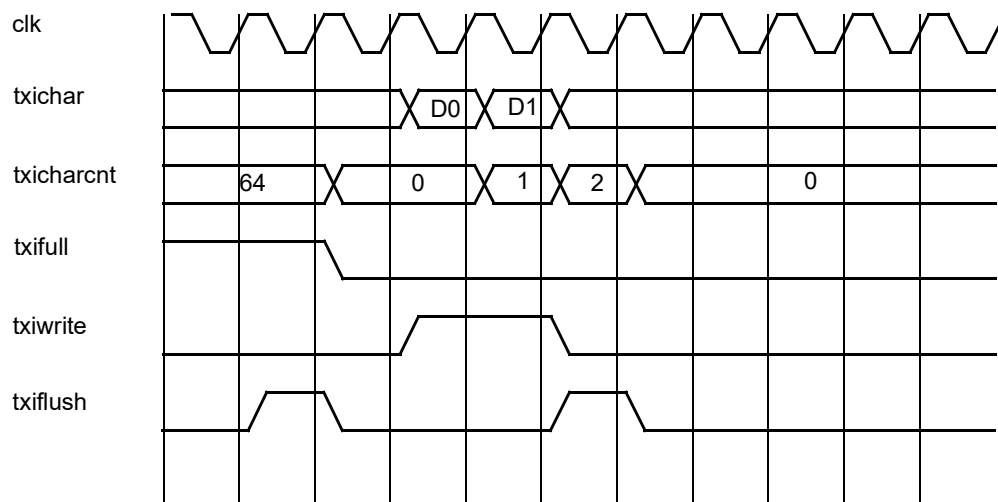 clk
txichar D0 D1
txicharcnt 64 0 1 2 0
txifull
txiwrite
txiflush